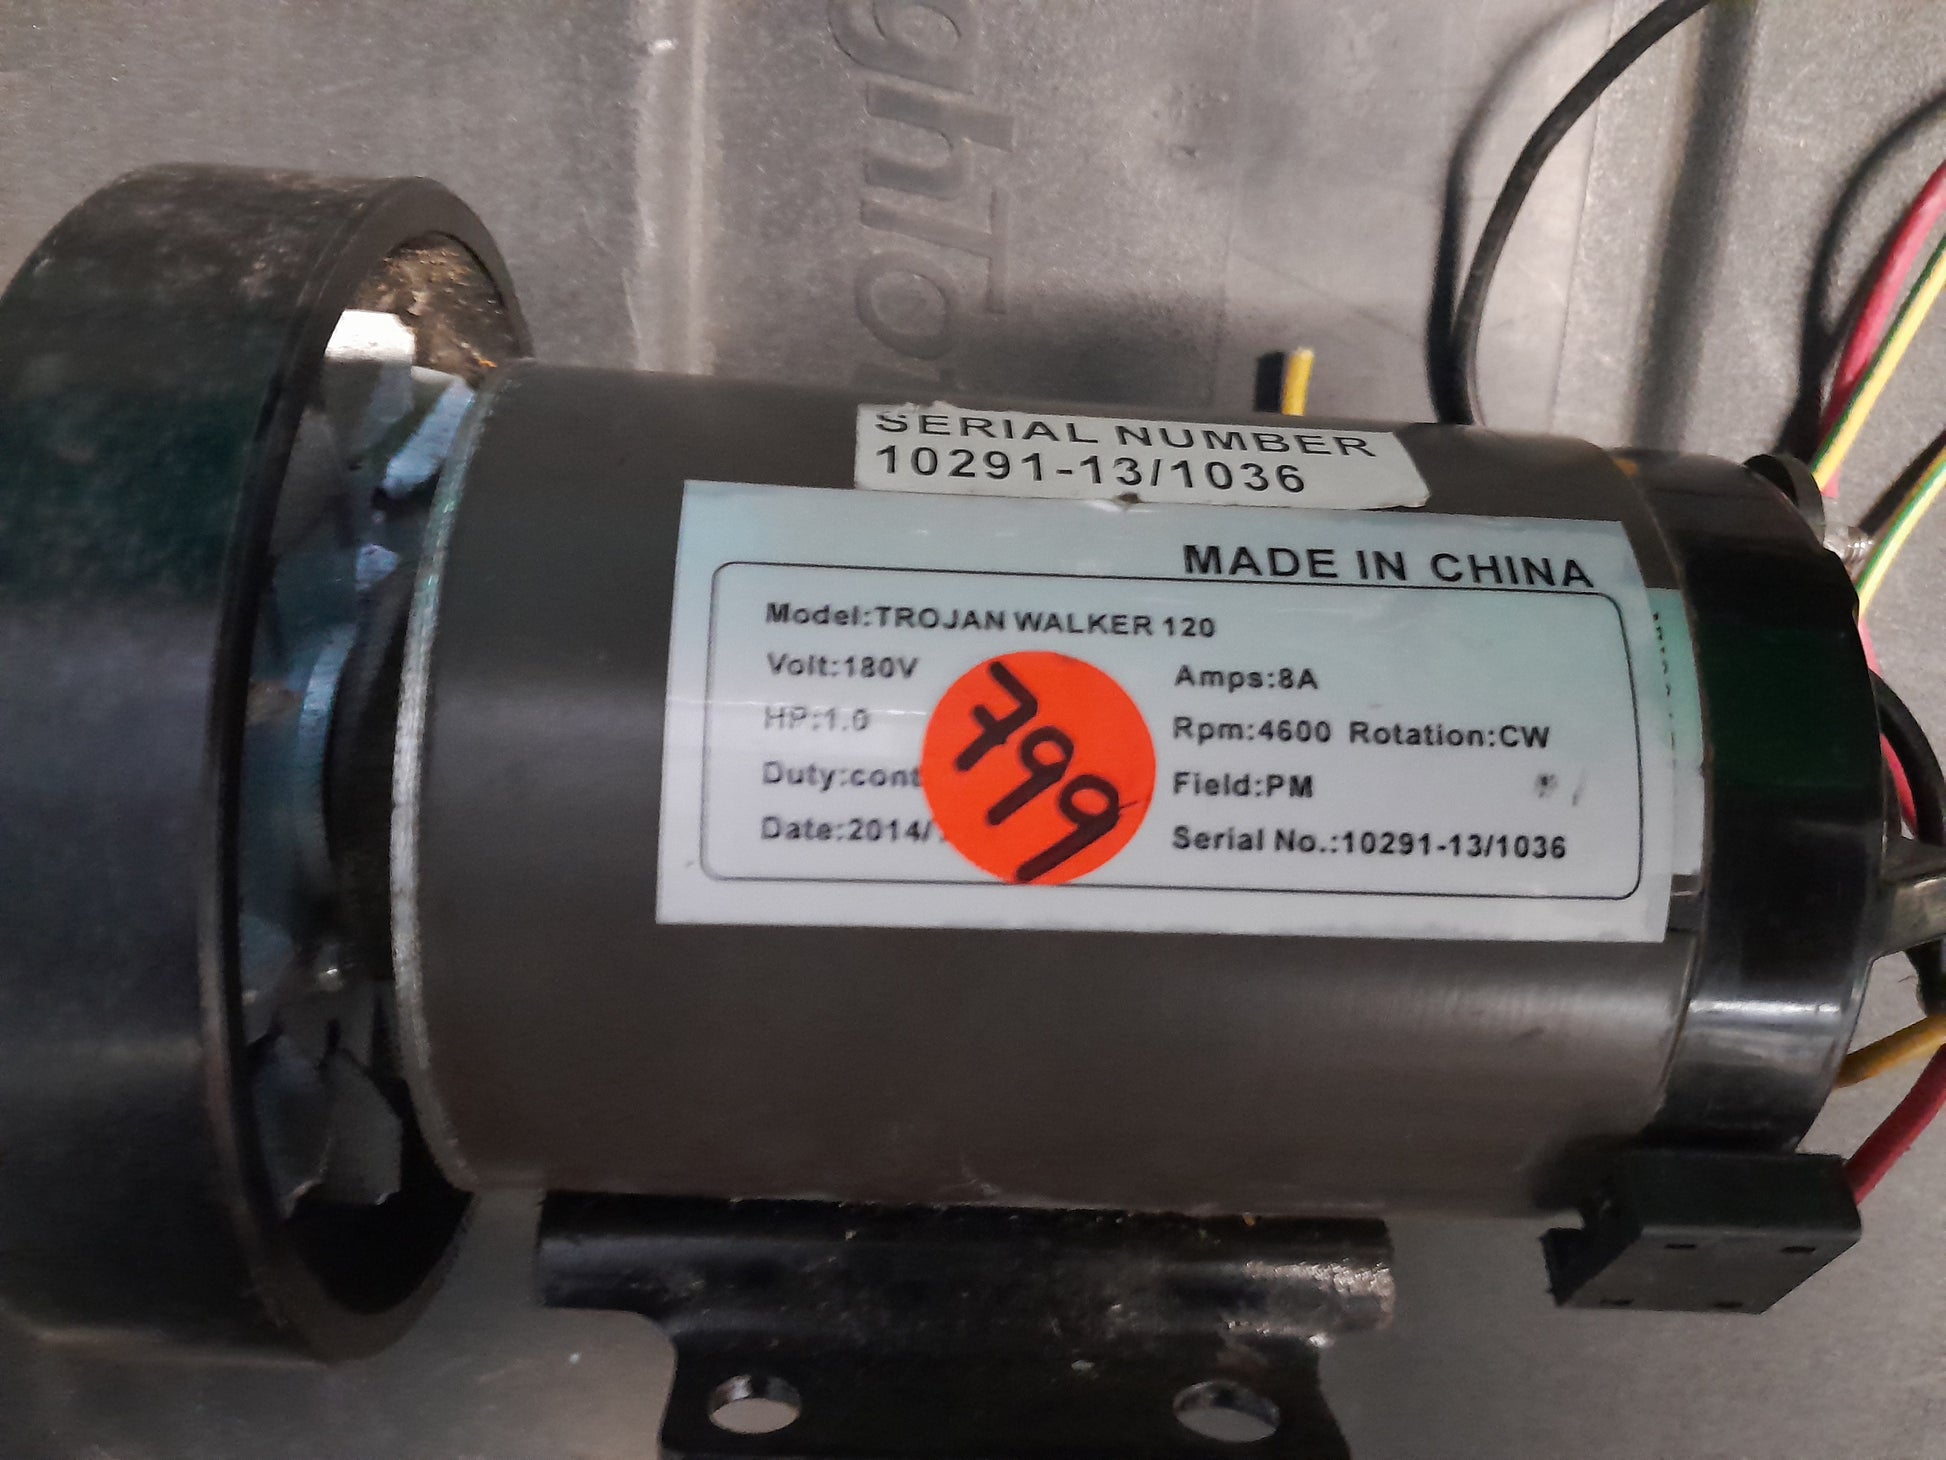 SERIAL NUMBER
10291-13/1036
MADE IN CHINA
Model:TROJAN WALKER 120
Volt:180V
Amps:8A
HP:1.0
Rpm:4600 Rotation:CW
Duty:cont
Field:PM
Date:2014/
Serial No.:10291-13/1036
799